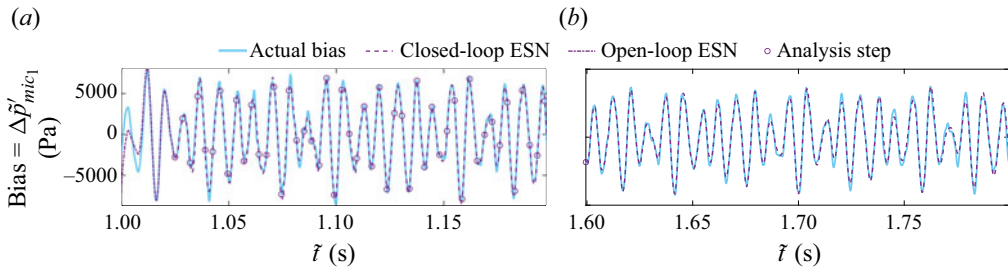 (a) (b)
Actual bias Closed-loop ESN Open-loop ESN Analysis step
Bias = Δp̃′mic1
(Pa)
5000
0
−5000
1.00 1.05 1.10 1.15 1.60 1.65 1.70 1.75
t̃ (s) t̃ (s)